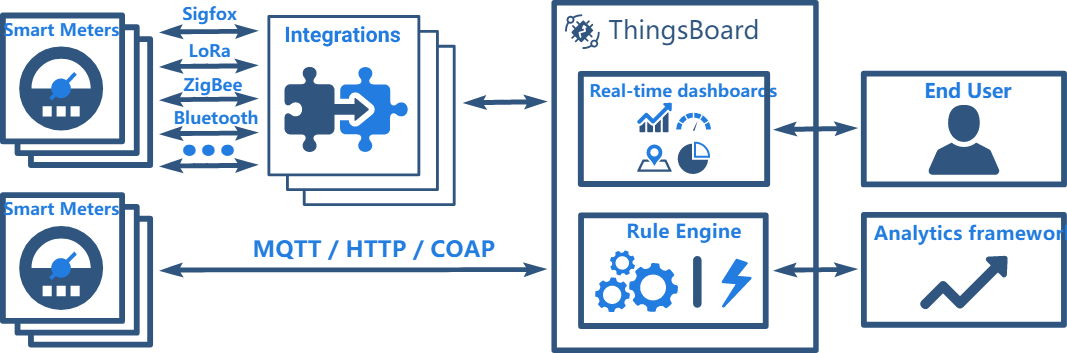 Smart Meters
Sigfox
LoRa
ZigBee
Bluetooth
Integrations
Smart Meters
MQTT / HTTP / COAP
ThingsBoard
Real-time dashboards
Rule Engine
End User
Analytics framework